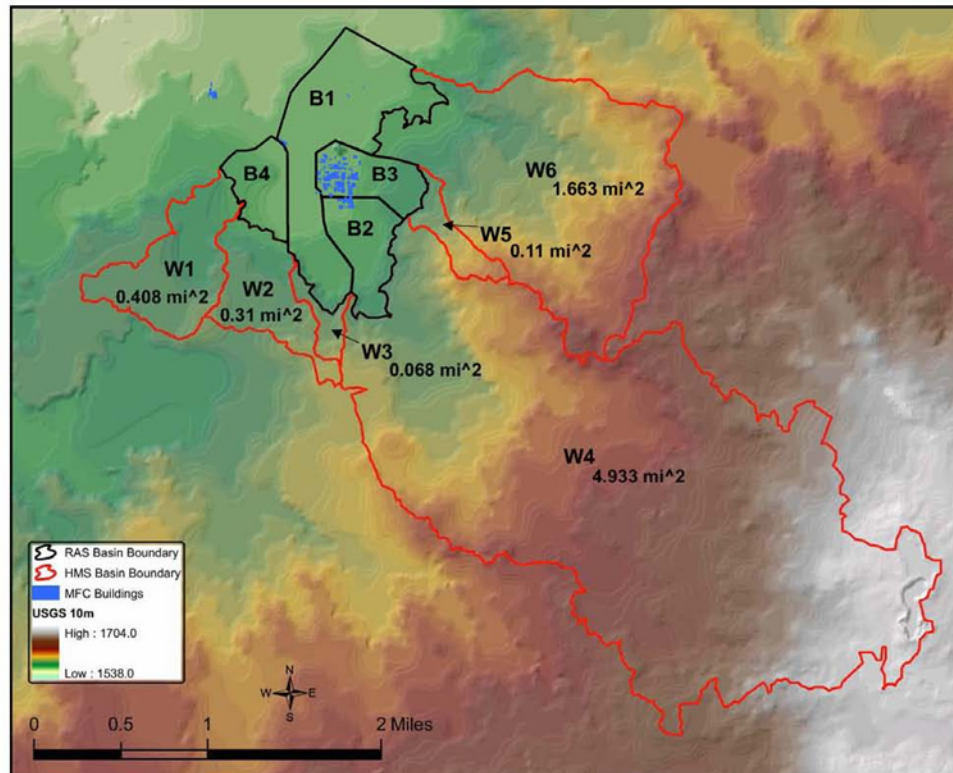 B1
B4
B3
B2
W6
1.663 mi^2
W5
0.11 mi^2
W1
0.408 mi^2
W2
0.31 mi^2
W3
0.068 mi^2
W4
4.933 mi^2
RAS Basin Boundary
HMS Basin Boundary
MFC Buildings
USGS 10m
High : 1704.0
Low : 1538.0
N
W E
S
0 0.5 1 2 Miles